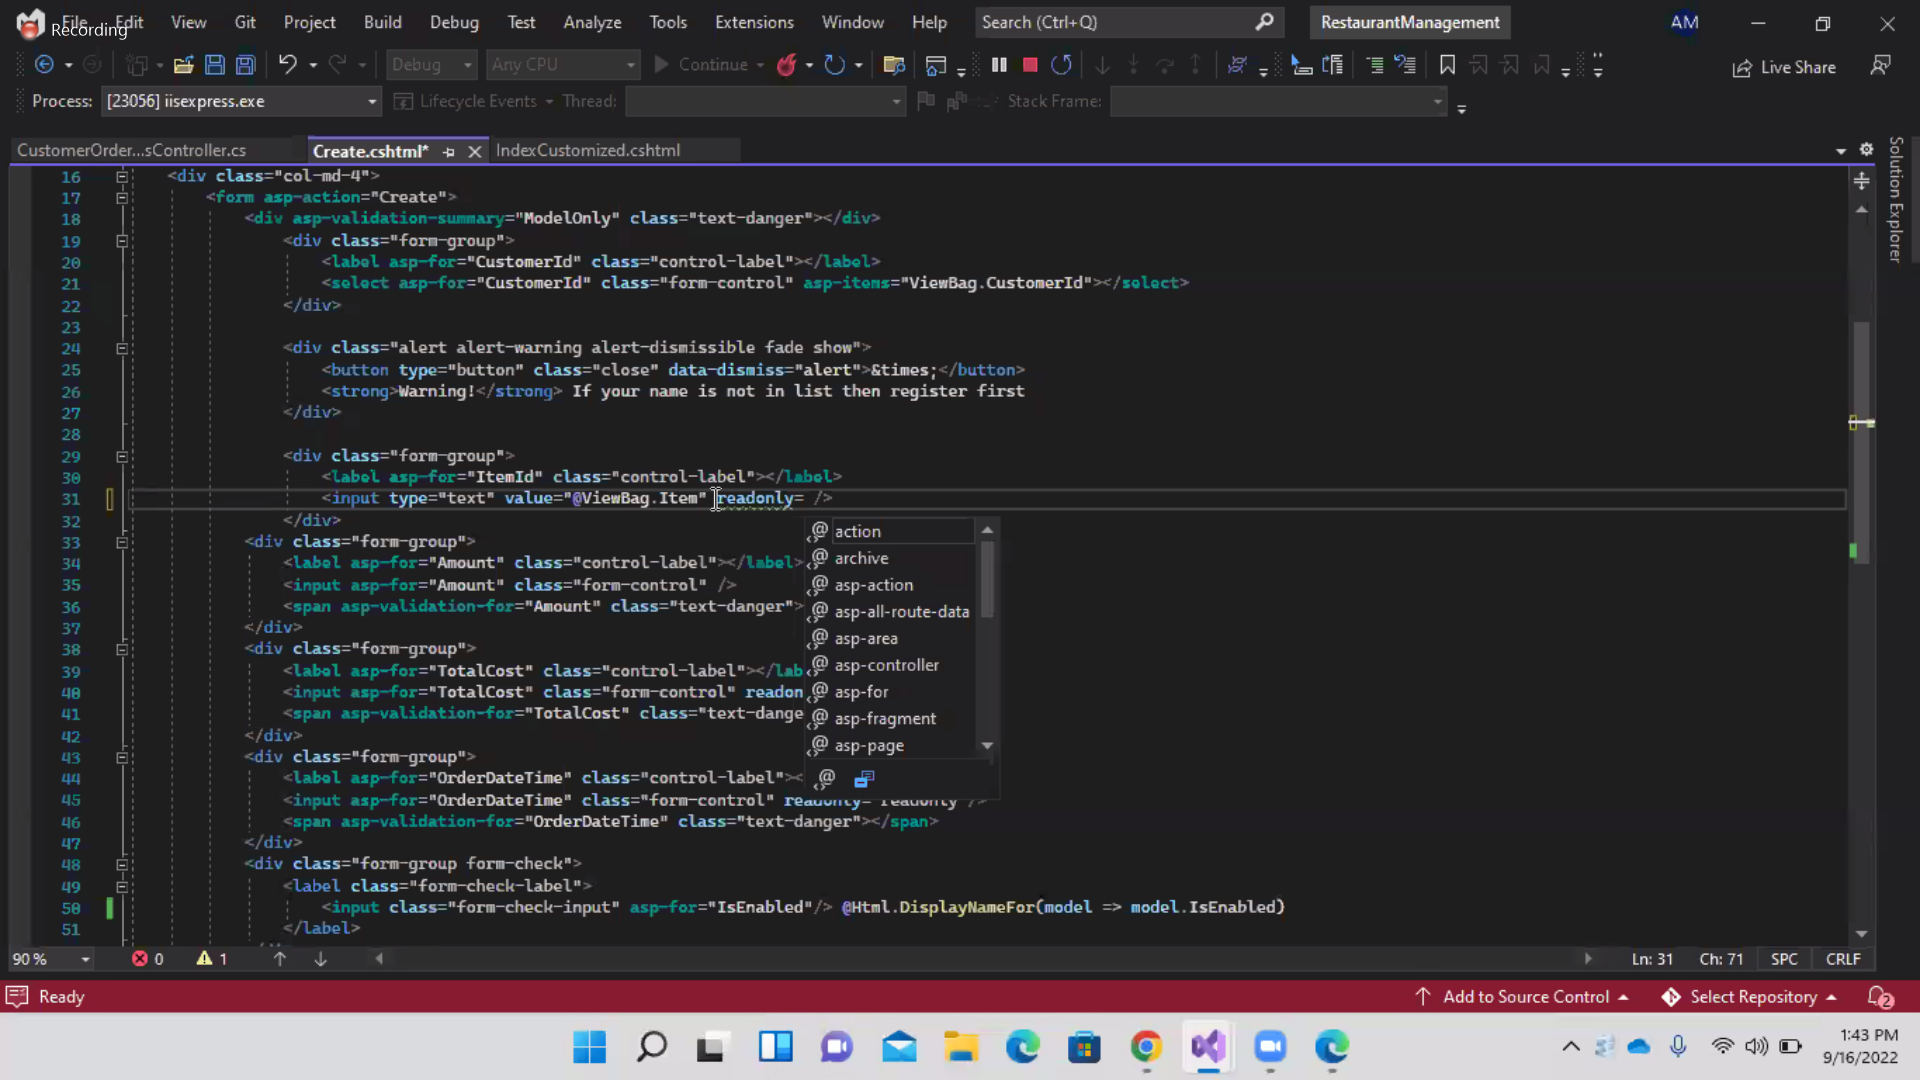 Recording
File Edit View Git Project Build Debug Test Analyze Tools Extensions Window Help Search (Ctrl+Q) RestaurantManagement AM
Debug Any CPU Continue Live Share
Process: [23056] iisexpress.exe Lifecycle Events Thread: Stack Frame:
CustomerOrder...sController.cs Create.cshtml* IndexCustomized.cshtml
Solution Explorer
16 <div class="col-md-4">
17 <form asp-action="Create">
18 <div asp-validation-summary="ModelOnly" class="text-danger"></div>
19 <div class="form-group">
20 <label asp-for="CustomerId" class="control-label"></label>
21 <select asp-for="CustomerId" class="form-control" asp-items="ViewBag.CustomerId"></select>
22 </div>
23
24 <div class="alert alert-warning alert-dismissible fade show">
25 <button type="button" class="close" data-dismiss="alert">&times;</button>
26 <strong>Warning!</strong> If your name is not in list then register first
27 </div>
28
29 <div class="form-group">
30 <label asp-for="ItemId" class="control-label"></label>
31 <input type="text" value="@ViewBag.Item" readonly= />
32 </div>
33 <div class="form-group">
34 <label asp-for="Amount" class="control-label"></label>
35 <input asp-for="Amount" class="form-control" />
36 <span asp-validation-for="Amount" class="text-danger">
37 </div>
38 <div class="form-group">
39 <label asp-for="TotalCost" class="control-label"></lab
40 <input asp-for="TotalCost" class="form-control" readon
41 <span asp-validation-for="TotalCost" class="text-dange
42 </div>
43 <div class="form-group">
44 <label asp-for="OrderDateTime" class="control-label"><
45 <input asp-for="OrderDateTime" class="form-control" readonly="readonly" />
46 <span asp-validation-for="OrderDateTime" class="text-danger"></span>
47 </div>
48 <div class="form-group form-check">
49 <label class="form-check-label">
50 <input class="form-check-input" asp-for="IsEnabled"/> @Html.DisplayNameFor(model => model.IsEnabled)
51 </label>
action
archive
asp-action
asp-all-route-data
asp-area
asp-controller
asp-for
asp-fragment
asp-page
90 % 0 1 Ln: 31 Ch: 71 SPC CRLF
Ready Add to Source Control Select Repository 2
1:43 PM
9/16/2022